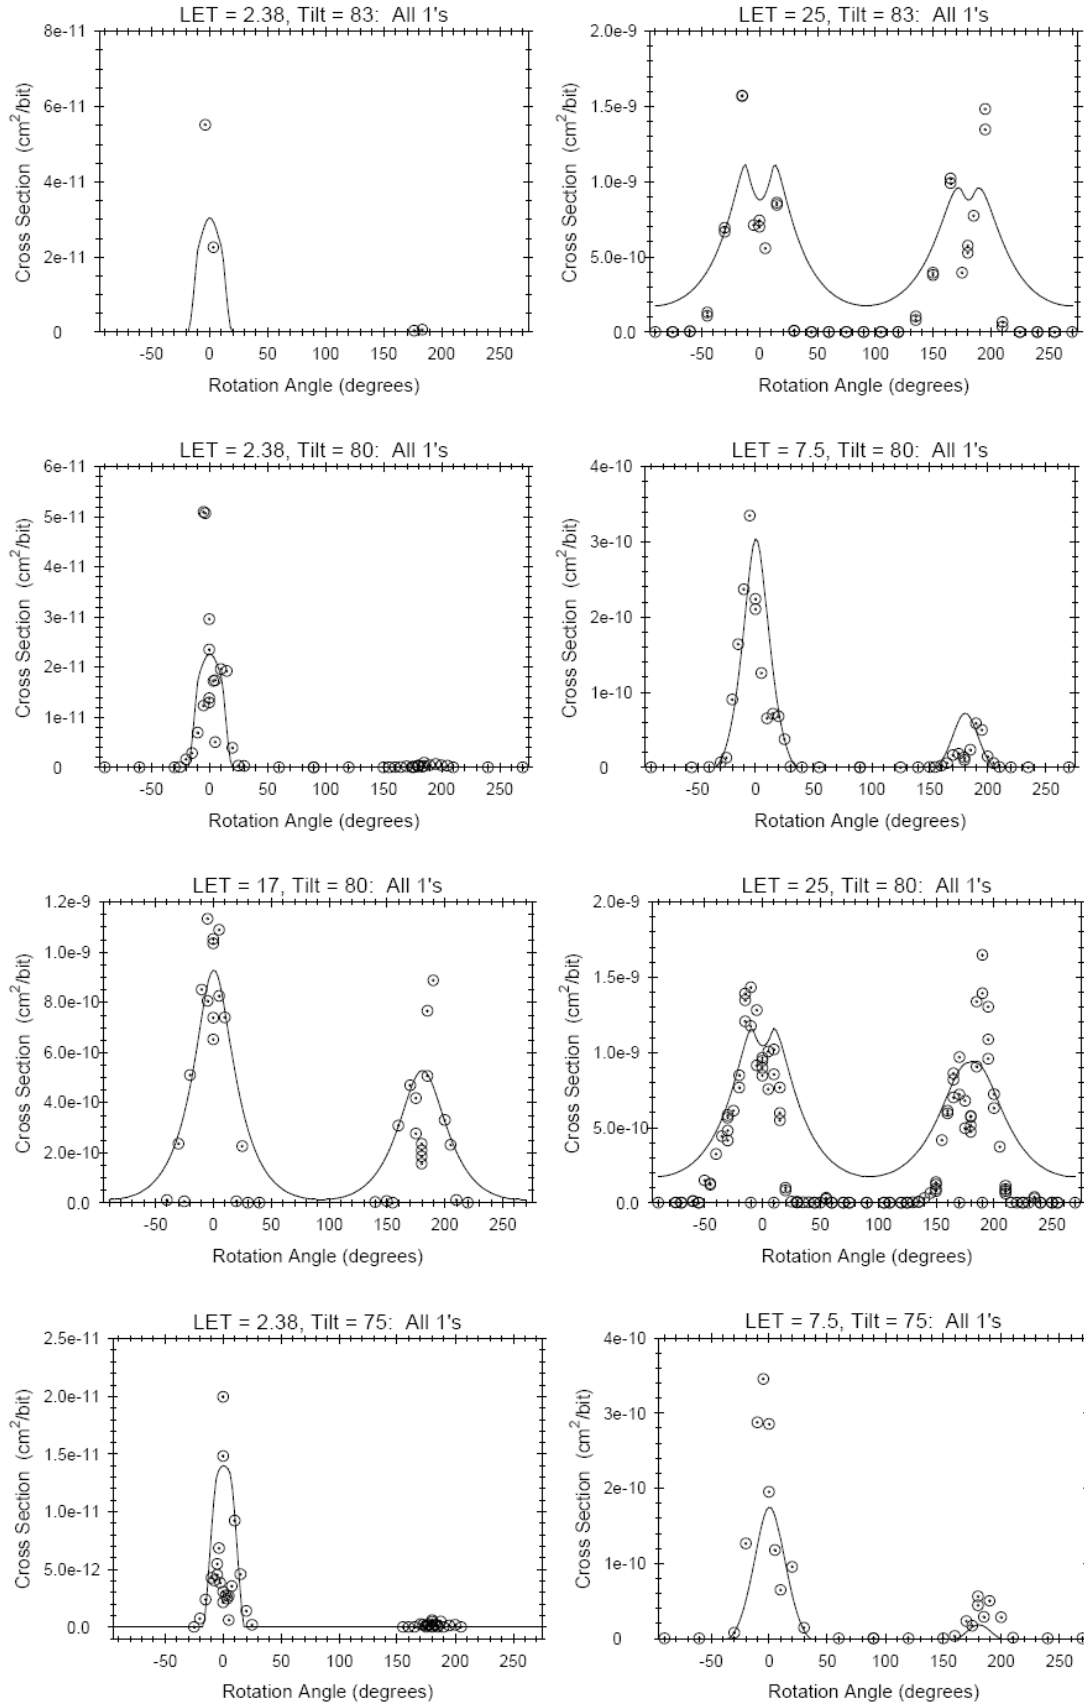 LET = 2.38, Tilt = 83: All 1's
8e-11
6e-11
4e-11
2e-11
0
Cross Section (cm²/bit)
-50 0 50 100 150 200 250
Rotation Angle (degrees)
LET = 25, Tilt = 83: All 1's
2.0e-9
1.5e-9
1.0e-9
5.0e-10
0.0
Cross Section (cm²/bit)
-50 0 50 100 150 200 250
Rotation Angle (degrees)
LET = 2.38, Tilt = 80: All 1's
6e-11
5e-11
4e-11
3e-11
2e-11
1e-11
0
Cross Section (cm²/bit)
-50 0 50 100 150 200 250
Rotation Angle (degrees)
LET = 7.5, Tilt = 80: All 1's
4e-10
3e-10
2e-10
1e-10
0
Cross Section (cm²/bit)
-50 0 50 100 150 200 250
Rotation Angle (degrees)
LET = 17, Tilt = 80: All 1's
1.2e-9
1.0e-9
8.0e-10
6.0e-10
4.0e-10
2.0e-10
0.0
Cross Section (cm²/bit)
-50 0 50 100 150 200 250
Rotation Angle (degrees)
LET = 25, Tilt = 80: All 1's
2.0e-9
1.5e-9
1.0e-9
5.0e-10
0.0
Cross Section (cm²/bit)
-50 0 50 100 150 200 250
Rotation Angle (degrees)
LET = 2.38, Tilt = 75: All 1's
2.5e-11
2.0e-11
1.5e-11
1.0e-11
5.0e-12
0.0
Cross Section (cm²/bit)
-50 0 50 100 150 200 250
Rotation Angle (degrees)
LET = 7.5, Tilt = 75: All 1's
4e-10
3e-10
2e-10
1e-10
0
Cross Section (cm²/bit)
-50 0 50 100 150 200 250
Rotation Angle (degrees)